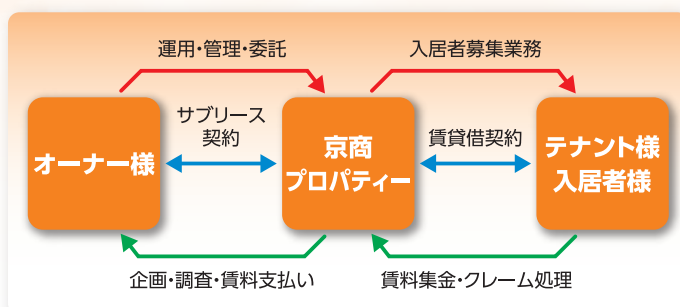 運用・管理・委託
入居者募集業務
オーナー様
サブリース
契約
京商
プロパティー
賃貸借契約
テナント様
入居者様
企画・調査・賃料支払い
賃料集金・クレーム処理